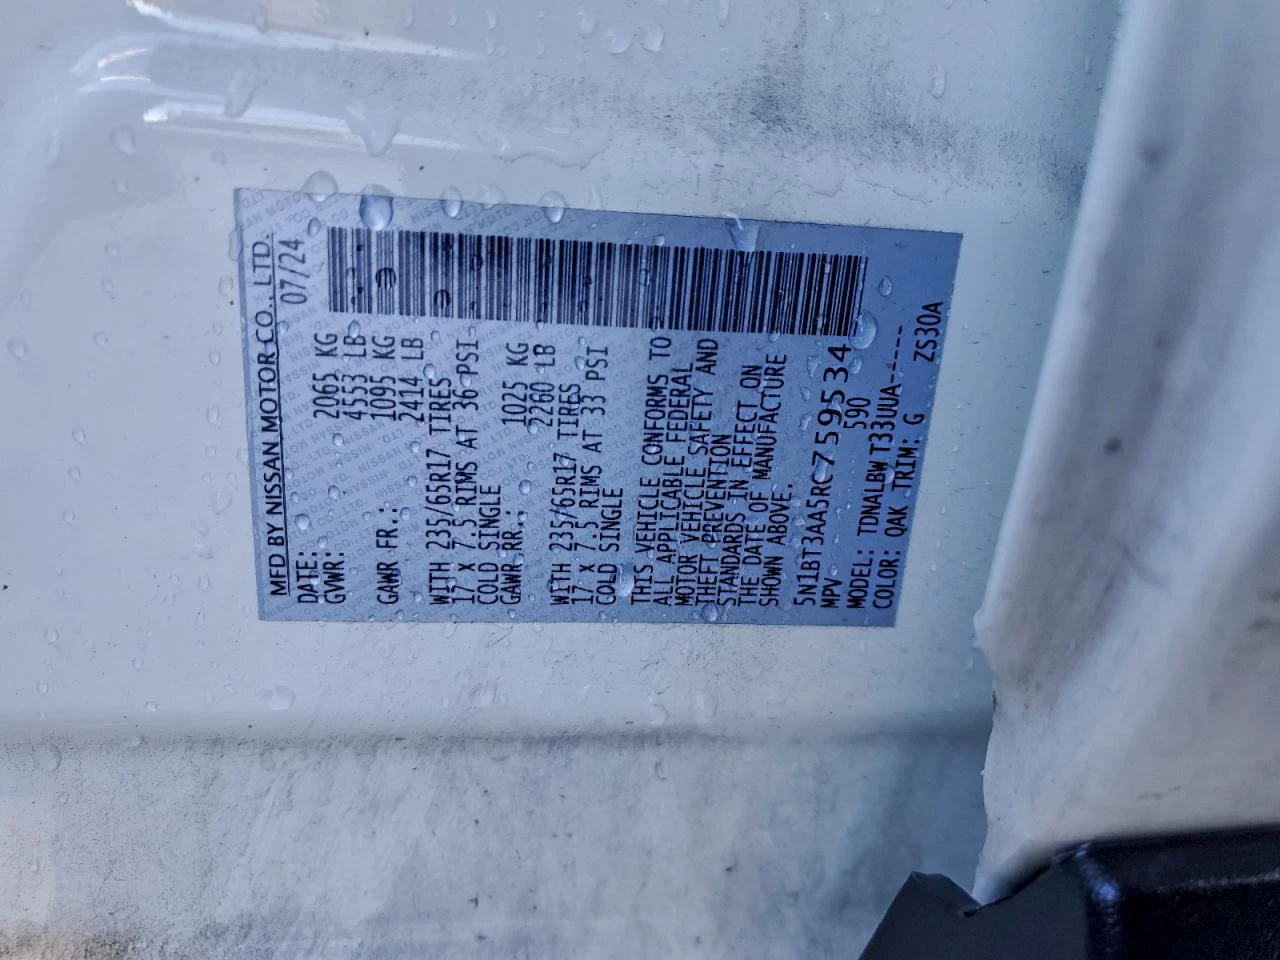 MFD BY NISSAN MOTOR CO., LTD.
DATE: 07/24
GVWR: 2065 KG
4553 LB
GAWR FR.: 1095 KG
2414 LB
WITH 235/65R17 TIRES
17 X 7.5 RIMS AT 36 PSI
COLD SINGLE
GAWR RR.: 1025 KG
2260 LB
WITH 235/65R17 TIRES
17 X 7.5 RIMS AT 33 PSI
COLD SINGLE
THIS VEHICLE CONFORMS TO
ALL APPLICABLE FEDERAL
MOTOR VEHICLE SAFETY AND
THEFT PREVENTION
STANDARDS IN EFFECT ON
THE DATE OF MANUFACTURE
SHOWN ABOVE.
5N1BT3AA5RC759534
MPV 590
MODEL: TDNALBW T33UUA-----
COLOR: QAK TRIM: G ZS30A